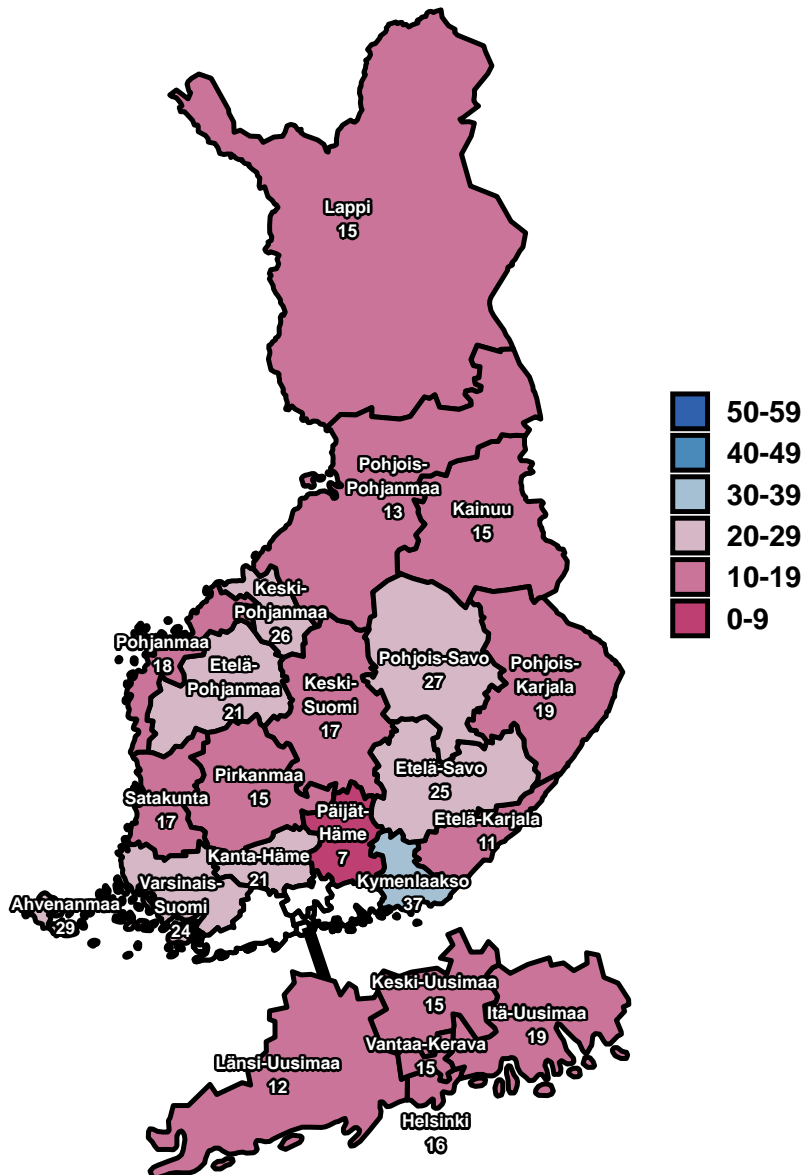 Lappi
15
Pohjois-
Pohjanmaa
13
Kainuu
15
50-59
40-49
30-39
20-29
10-19
0-9
Keski-
Pohjanmaa
26
Pohjanmaa
18
Etelä-
Pohjanmaa
21
Keski-
Suomi
17
Pohjois-Savo
27
Pohjois-
Karjala
19
Etelä-Savo
25
Pirkanmaa
15
Satakunta
17
Päijät-
Häme
7
Etelä-Karjala
11
Kanta-Häme
21
Kymenlaakso
37
Varsinais-
Suomi
24
Ahvenanmaa
29
Keski-Uusimaa
15
Itä-Uusimaa
19
Vantaa-Kerava
15
Länsi-Uusimaa
12
Helsinki
16